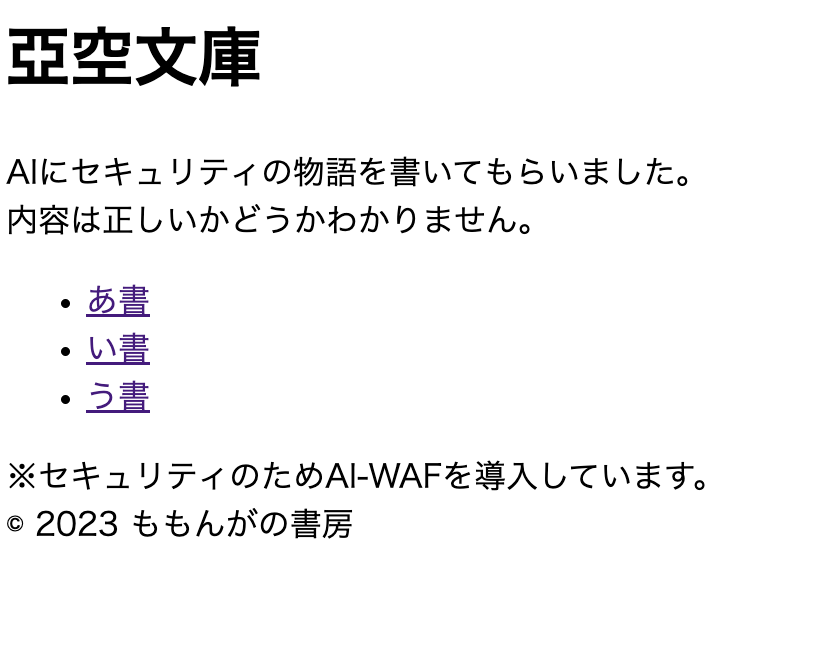 亞空文庫
AIにセキュリティの物語を書いてもらいました。
内容は正しいかどうかわかりません。
• あ書
• い書
• う書
※セキュリティのためAI-WAFを導入しています。
© 2023 ももんがの書房